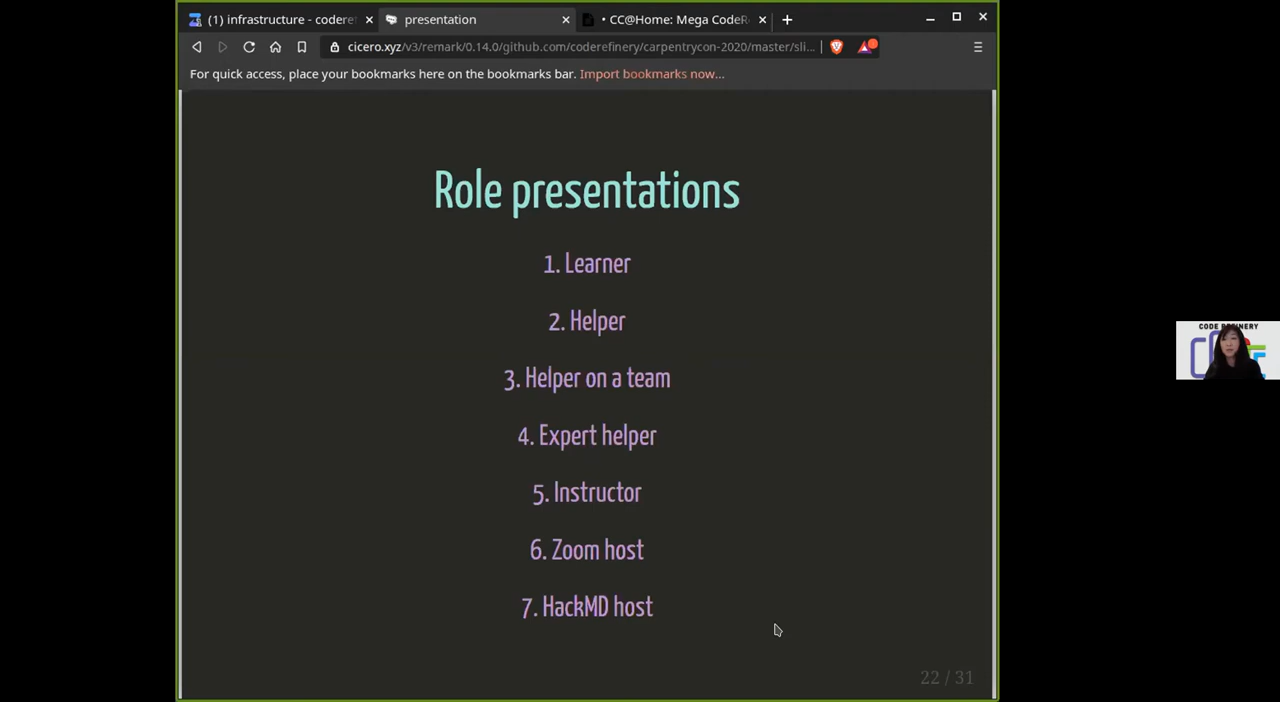 (1) infrastructure - coderef
presentation
• CC@Home: Mega CodeR
cicero.xyz/v3/remark/0.14.0/github.com/coderefinery/carpentrycon-2020/master/sli...
For quick access, place your bookmarks here on the bookmarks bar. Import bookmarks now...
Role presentations
1. Learner
2. Helper
3. Helper on a team
4. Expert helper
5. Instructor
6. Zoom host
7. HackMD host
22 / 31
CODE REFINERY